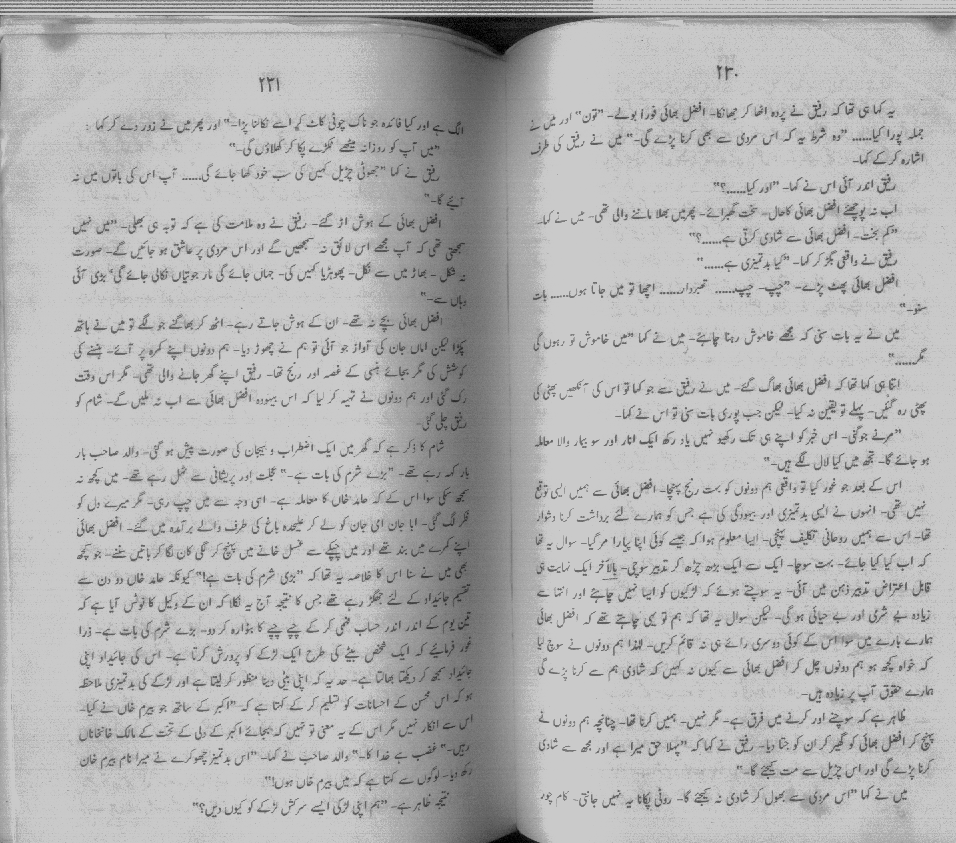 ۲۳۰
یہ کہا ہی تھا کہ رفیق نے پردہ اٹھا کر جھانکا۔ افضل بھائی فوراً بولے۔ "تون" اور میں نے
جملہ پورا کیا...... "وہ شرط یہ کہ اس مردی سے بھی کرنا پڑے گی۔" میں نے رفیق کی طرف
اشارہ کر کے کہا۔
رفیق اندر آئی اس نے کہا۔ "اور کیا......؟"
اب نہ پوچھئے افضل بھائی کا حال۔ سخت گھبرائے۔ پھر میں بھلا ماننے والی تھی۔ میں نے کہا۔
"کم بخت۔ افضل بھائی سے شادی کرتی ہے......؟"
رفیق نے واقعی بگڑ کر کہا۔ "کیا بدتمیزی ہے......"
افضل بھائی پھٹ پڑے۔ "چپ۔ چپ...... خبردار...... اچھا تو میں جاتا ہوں...... بات
سنو۔"
میں نے یہ بات سنی کہ مجھے خاموش رہنا چاہئے۔ میں نے کہا "میں خاموش تو رہوں گی
مگر......"
اتنا ہی کہا تھا کہ افضل بھائی بھاگ گئے۔ میں نے رفیق سے جو کہا تو اس کی آنکھیں پھٹی کی
پھٹی رہ گئیں۔ پہلے تو یقین نہ کیا۔ لیکن جب پوری بات سنی تو اس نے کہا۔
"مرنے جوگی۔ اس خبر کو اپنے ہی تک رکھیو نہیں یاد رکھ ایک انار اور سو بیمار والا معاملہ
ہو جائے گا۔ تجھ میں کیا لال لگے ہیں۔"
اس کے بعد جو غور کیا تو واقعی ہم دونوں کو بہت رنج پہنچا۔ افضل بھائی سے ہمیں ایسی توقع
نہیں تھی۔ انہوں نے ایسی بدتمیزی اور بیہودگی کی ہے جس کو ہمارے لئے برداشت کرنا دشوار
تھا۔ اس سے ہمیں روحانی تکلیف پہنچی۔ ایسا معلوم ہوا کہ جیسے کوئی اپنا پیارا مر گیا۔ سوال یہ تھا
کہ اب کیا کیا جائے۔ بہت سوچا۔ ایک سے ایک بڑھ چڑھ کر تدبیر سوچی۔ بالآخر ایک نہایت ہی
قابل اعتراض تدبیر ذہن میں آئی۔ یہ سوچتے ہوئے کہ لڑکیوں کو ایسا نہیں چاہئے اور انتہا سے
زیادہ بے شرمی اور بے حیائی ہو گی۔ لیکن سوال یہ تھا کہ ہم تو یہی چاہتے تھے کہ افضل بھائی
ہمارے بارے میں سوا اس کے کوئی دوسری رائے ہی نہ قائم کریں۔ لہذا ہم دونوں نے سوچ لیا
کہ خواہ کچھ ہو ہم دونوں چل کر افضل بھائی سے کیوں نہ کہیں کہ شادی ہم سے کرنا پڑے گی
ہمارے حقوق آپ پر زیادہ ہیں۔
ظاہر ہے کہ سوچنے اور کرنے میں فرق ہے۔ مگر نہیں۔ ہمیں کرنا تھا۔ چنانچہ ہم دونوں نے
پہنچ کر افضل بھائی کو گھیر کر ان کو جتا دیا۔ رفیق نے کہا کہ "پہلا حق میرا ہے اور مجھ سے شادی
کرنا پڑے گی اور اس چڑیل سے مت کیجئے گا۔"
میں نے کہا "اس مردی سے بھول کر شادی نہ کیجئے گا۔ روٹی پکانا یہ نہیں جانتی۔ کام چور
۲۳۱
الگ ہے اور کیا فائدہ جو ناک چوٹی کاٹ کر اسے نکالنا پڑا۔" اور پھر میں نے زور دے کر کہا :
"میں آپ کو روزانہ میٹھے ٹکڑے پکا کر کھلاؤں گی۔"
رفیق نے کہا "جھوٹی چڑیل کہیں کی سب خود کھا جائے گی...... آپ اس کی باتوں میں نہ
آیئے گا۔"
افضل بھائی کے ہوش اڑ گئے۔ رفیق نے وہ ملامت کی ہے کہ توبہ ہی بھلی۔ "میں نہیں
سمجھتی تھی کہ آپ مجھے اس لائق نہ سمجھیں گے اور اس مردی پر عاشق ہو جائیں گے۔ صورت
نہ شکل۔ بھاڑ میں سے نکل۔ پھوہڑیا کہیں کی۔ جہاں جائے گی مار جوتیاں نکالی جائے گی بڑی آئی
وہاں سے۔"
افضل بھائی بچے نہ تھے۔ ان کے ہوش جاتے رہے۔ اٹھ کر بھاگنے جو لگے تو میں نے ہاتھ
پکڑا لیکن اماں جان کی آواز جو آئی تو ہم نے چھوڑ دیا۔ ہم دونوں اپنے کمرہ پر آئے۔ ہنسنے کی
کوشش کی مگر بجائے ہنسی کے غصہ اور رنج تھا۔ رفیق اپنے گھر جانے والی تھی۔ مگر اس وقت
رک گئی اور ہم دونوں نے تہیہ کر لیا کہ اس بیہودہ افضل بھائی سے اب نہ ملیں گے۔ شام کو
رفیق چلی گئی۔
شام کا ذکر ہے کہ گھر میں ایک اضطراب و ہیجان کی صورت پیش ہو گئی۔ والد صاحب بار
بار کہہ رہے تھے۔ "بڑے شرم کی بات ہے۔" عجلت اور پریشانی سے ٹہل رہے تھے۔ میں کچھ نہ
سمجھ سکی سوا اس کے کہ حامد خاں کا معاملہ ہے۔ اسی وجہ سے میں چپ رہی۔ مگر میرے دل کو
فکر لگ گئی۔ ابا جان امی جان کو لے کر علیحدہ باغ کی طرف والے برآمدہ میں گئے۔ افضل بھائی
اپنے کمرے میں بند تھے اور میں چپکے سے غسل خانے میں پہنچ کر لگی کان لگا کر باتیں سننے۔ جو کچھ
بھی میں نے سنا اس کا خلاصہ یہ تھا کہ "بڑی شرم کی بات ہے!" کیونکہ حامد خاں دو دن سے
تقسیم جائیداد کے لئے جھگڑ رہے تھے جس کا نتیجہ آج یہ نکلا کہ ان کے وکیل کا نوٹس آیا ہے کہ
تین یوم کے اندر اندر حساب فہمی کر کے چپے چپے کا بٹوارہ کر دو۔ بڑے شرم کی بات ہے۔ ذرا
غور فرمائیے کہ ایک شخص بیٹے کی طرح ایک لڑکے کو پرورش کرتا ہے۔ اس کی جائیداد اپنی
جائیداد سمجھ کر دیکھتا بھالتا ہے۔ حد یہ کہ اپنی بیٹی دینا منظور کر لیتا ہے اور لڑکے کی بدتمیزی ملاحظہ
ہو کہ اس محسن کے احسانات کو تسلیم کر کے کہتا ہے کہ "اکبر کے ساتھ جو بیرم خاں نے کیا۔
اس سے انکار نہیں مگر اس کے یہ معنی تو نہیں کہ بجائے اکبر کے دلی کے تخت کے مالک خانخاناں
رہیں۔" غضب ہے خدا کا۔" والد صاحب نے کہا۔ "اس بدتمیز چھوکرے نے میرا نام بیرم خان
رکھ دیا۔ لوگوں سے کہتا ہے کہ میں بیرم خاں ہوں!"
نتیجہ ظاہر ہے۔ "ہم اپنی لڑکی ایسے سرکش لڑکے کو کیوں دیں؟"